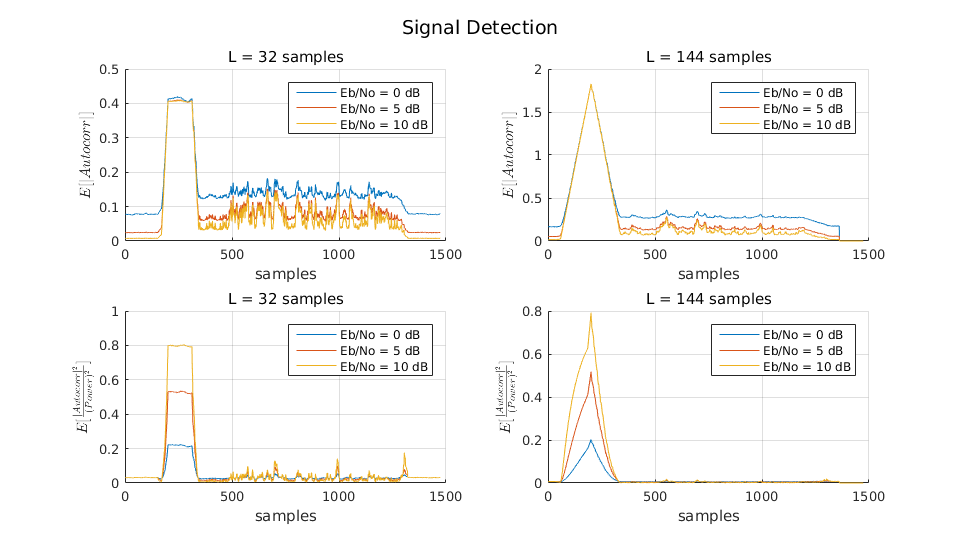 Signal Detection
L = 32 samples
E[|Autocorr|]
0.5
0.4
0.3
0.2
0.1
0
0 500 1000 1500
samples
Eb/No = 0 dB
Eb/No = 5 dB
Eb/No = 10 dB
L = 144 samples
E[|Autocorr|]
2
1.5
1
0.5
0
0 500 1000 1500
samples
Eb/No = 0 dB
Eb/No = 5 dB
Eb/No = 10 dB
L = 32 samples
E[|Autocorr|²/(Power)²]
1
0.8
0.6
0.4
0.2
0
0 500 1000 1500
samples
Eb/No = 0 dB
Eb/No = 5 dB
Eb/No = 10 dB
L = 144 samples
E[|Autocorr|²/(Power)²]
0.8
0.6
0.4
0.2
0
0 500 1000 1500
samples
Eb/No = 0 dB
Eb/No = 5 dB
Eb/No = 10 dB